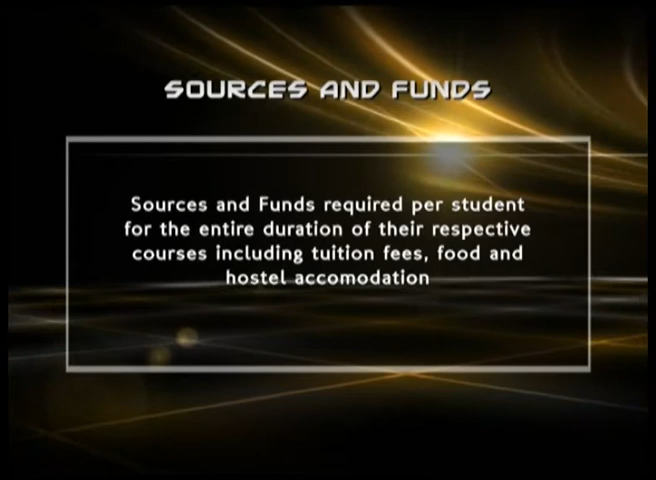 SOURCES AND FUNDS
Sources and Funds required per student
for the entire duration of their respective
courses including tuition fees, food and
hostel accomodation